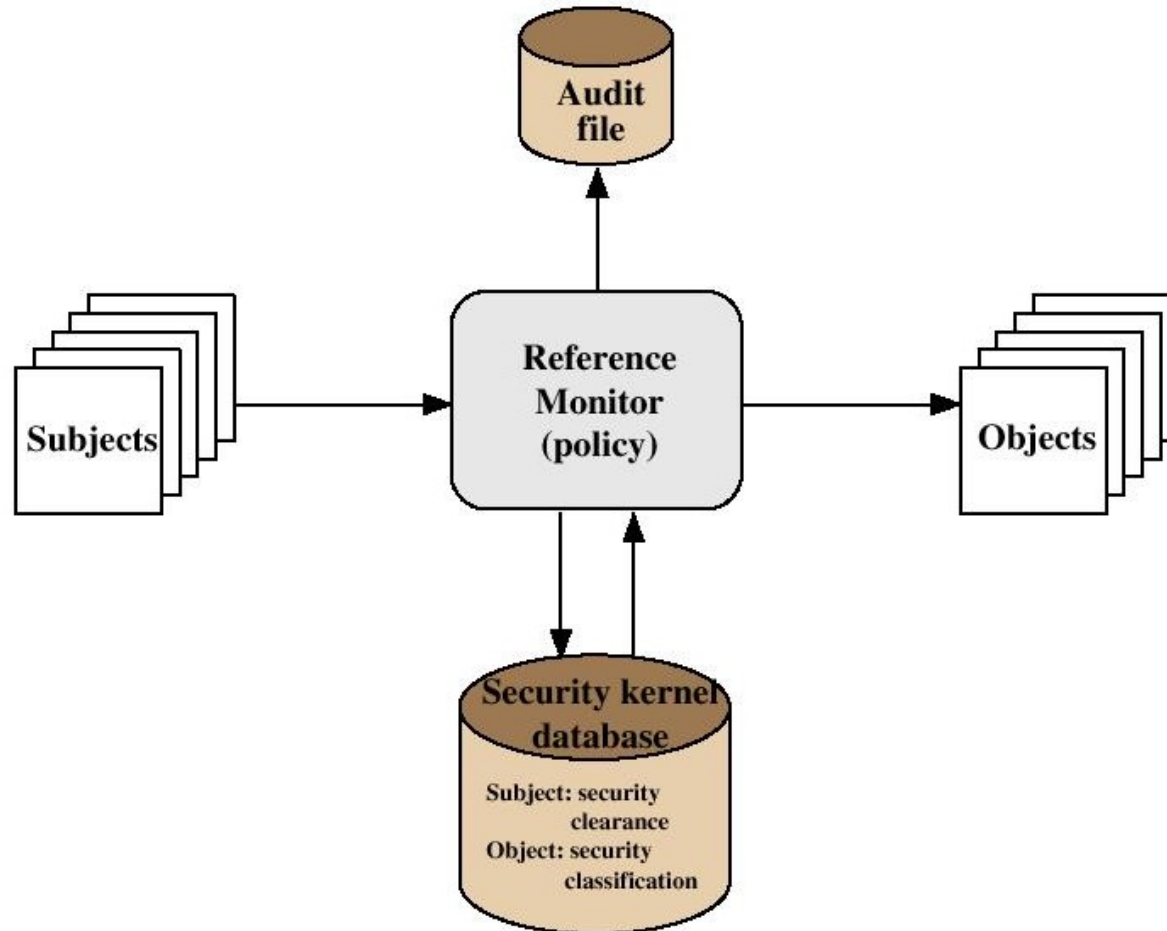 Audit
file
Reference
Monitor
(policy)
Subjects
Objects
Security kernel
database
Subject: security
clearance
Object: security
classification